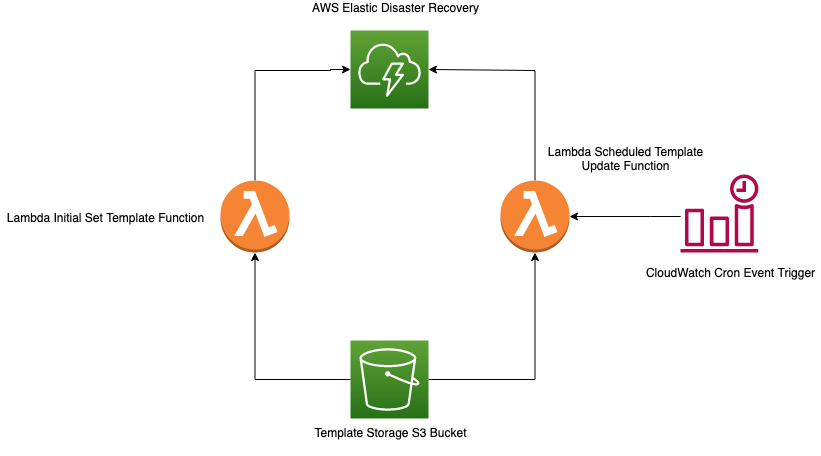 AWS Elastic Disaster Recovery
Lambda Scheduled Template
Update Function
Lambda Initial Set Template Function
CloudWatch Cron Event Trigger
Template Storage S3 Bucket